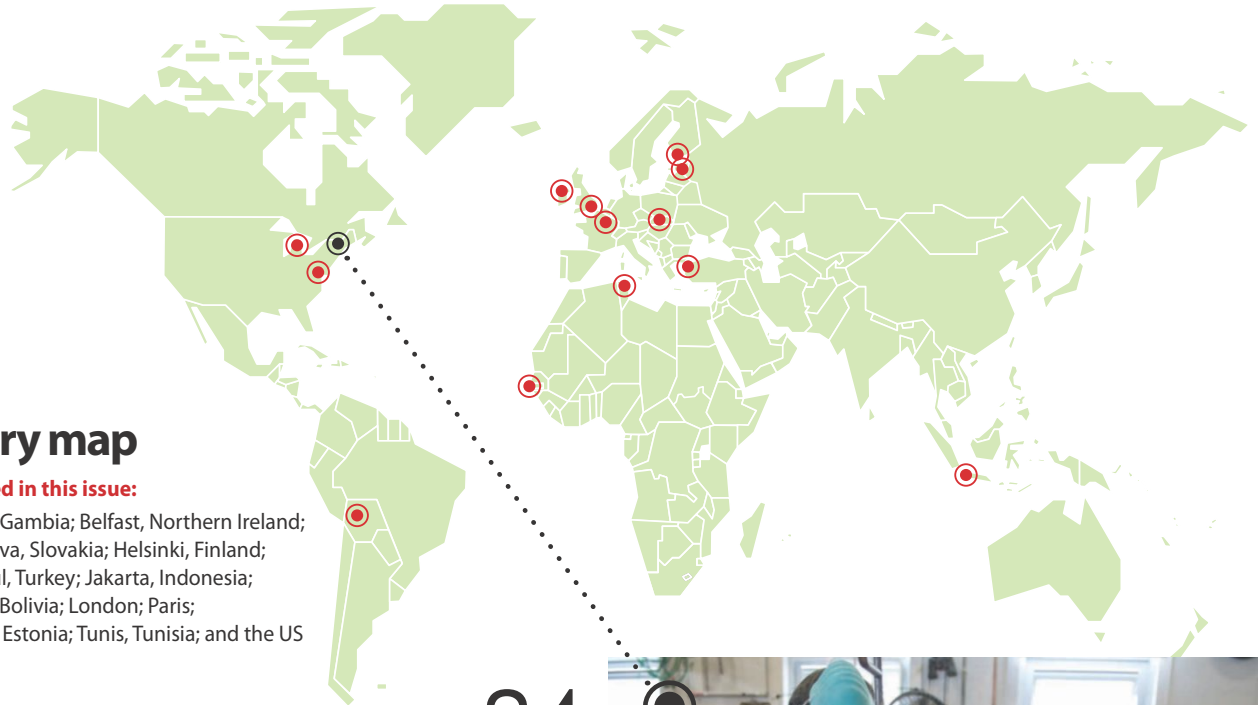 ry map
ed in this issue:
Gambia; Belfast, Northern Ireland;
va, Slovakia; Helsinki, Finland;
l, Turkey; Jakarta, Indonesia;
Bolivia; London; Paris;
Estonia; Tunis, Tunisia; and the US